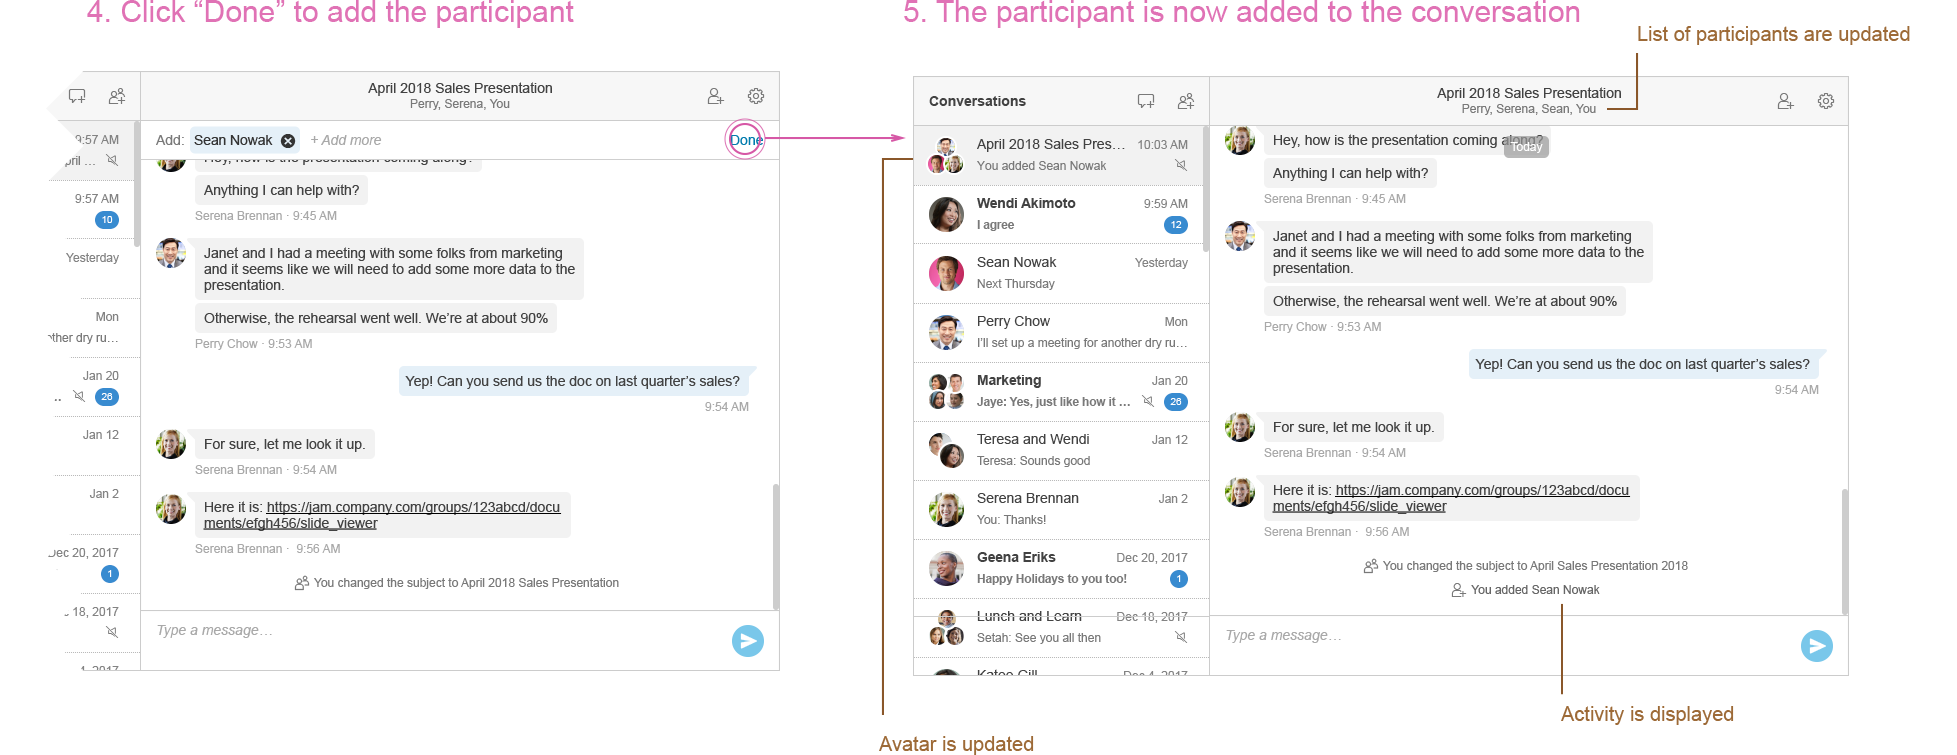 4. Click “Done” to add the participant
April 2018 Sales Presentation
Perry, Serena, You
9:57 AM
9:57 AM
10
Yesterday
Mon
ther dry ru…
Jan 20
..
26
Jan 12
Jan 2
Dec 20, 2017
1
18, 2017
Add: Sean Nowak + Add more
Done
Hey, how is the presentation coming along?
Anything I can help with?
Serena Brennan · 9:45 AM
Janet and I had a meeting with some folks from marketing
and it seems like we will need to add some more data to the
presentation.
Otherwise, the rehearsal went well. We’re at about 90%
Perry Chow · 9:53 AM
Yep! Can you send us the doc on last quarter’s sales?
9:54 AM
For sure, let me look it up.
Serena Brennan · 9:54 AM
Here it is: https://jam.company.com/groups/123abcd/docu
ments/efgh456/slide_viewer
Serena Brennan · 9:56 AM
You changed the subject to April 2018 Sales Presentation
Type a message…
5. The participant is now added to the conversation
List of participants are updated
Conversations
April 2018 Sales Pres… 10:03 AM
You added Sean Nowak
Wendi Akimoto 9:59 AM
I agree 12
Sean Nowak Yesterday
Next Thursday
Perry Chow Mon
I’ll set up a meeting for another dry ru…
Marketing Jan 20
Jaye: Yes, just like how it … 26
Teresa and Wendi Jan 12
Teresa: Sounds good
Serena Brennan Jan 2
You: Thanks!
Geena Eriks Dec 20, 2017
Happy Holidays to you too! 1
Lunch and Learn Dec 18, 2017
Setah: See you all then
Katee Gill Dec 4, 2017
April 2018 Sales Presentation
Perry, Serena, Sean, You
Hey, how is the presentation coming along?
Today
Anything I can help with?
Serena Brennan · 9:45 AM
Janet and I had a meeting with some folks from marketing
and it seems like we will need to add some more data to the
presentation.
Otherwise, the rehearsal went well. We’re at about 90%
Perry Chow · 9:53 AM
Yep! Can you send us the doc on last quarter’s sales?
9:54 AM
For sure, let me look it up.
Serena Brennan · 9:54 AM
Here it is: https://jam.company.com/groups/123abcd/docu
ments/efgh456/slide_viewer
Serena Brennan · 9:56 AM
You changed the subject to April Sales Presentation 2018
You added Sean Nowak
Type a message…
Activity is displayed
Avatar is updated